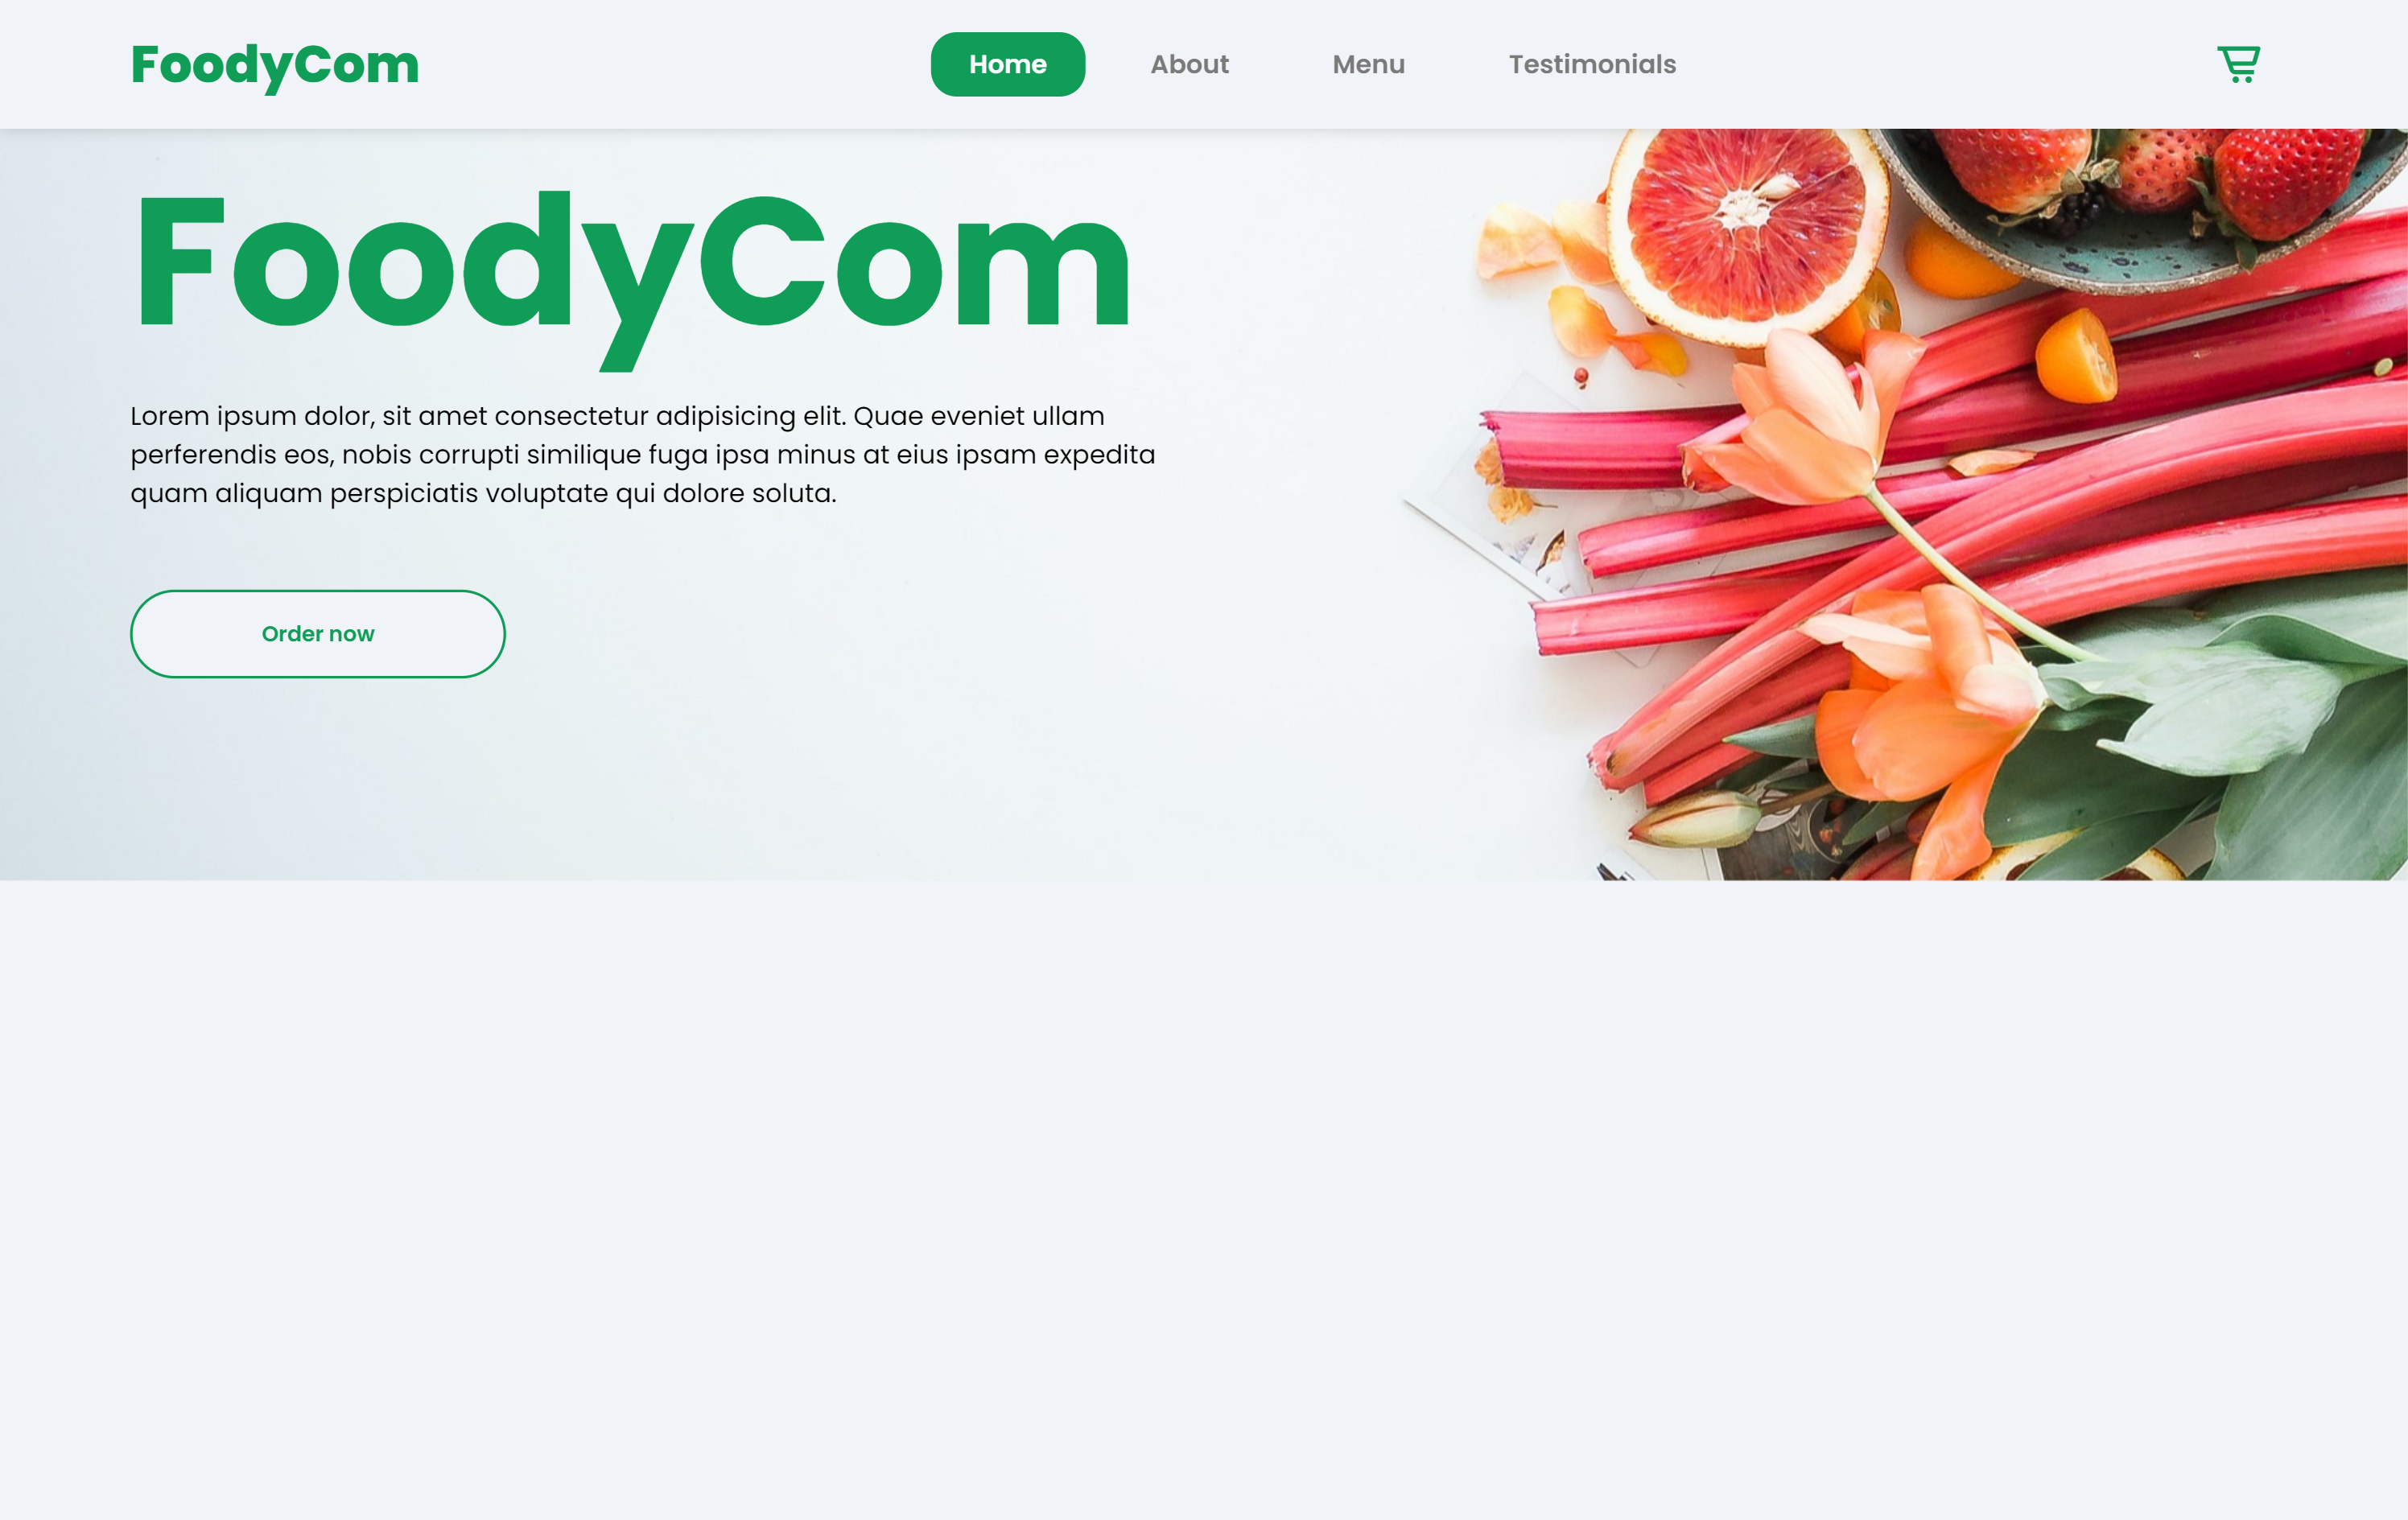 FoodyCom
Home
About
Menu
Testimonials
FoodyCom
Lorem ipsum dolor, sit amet consectetur adipisicing elit. Quae eveniet ullam
perferendis eos, nobis corrupti similique fuga ipsa minus at eius ipsam expedita
quam aliquam perspiciatis voluptate qui dolore soluta.
Order now